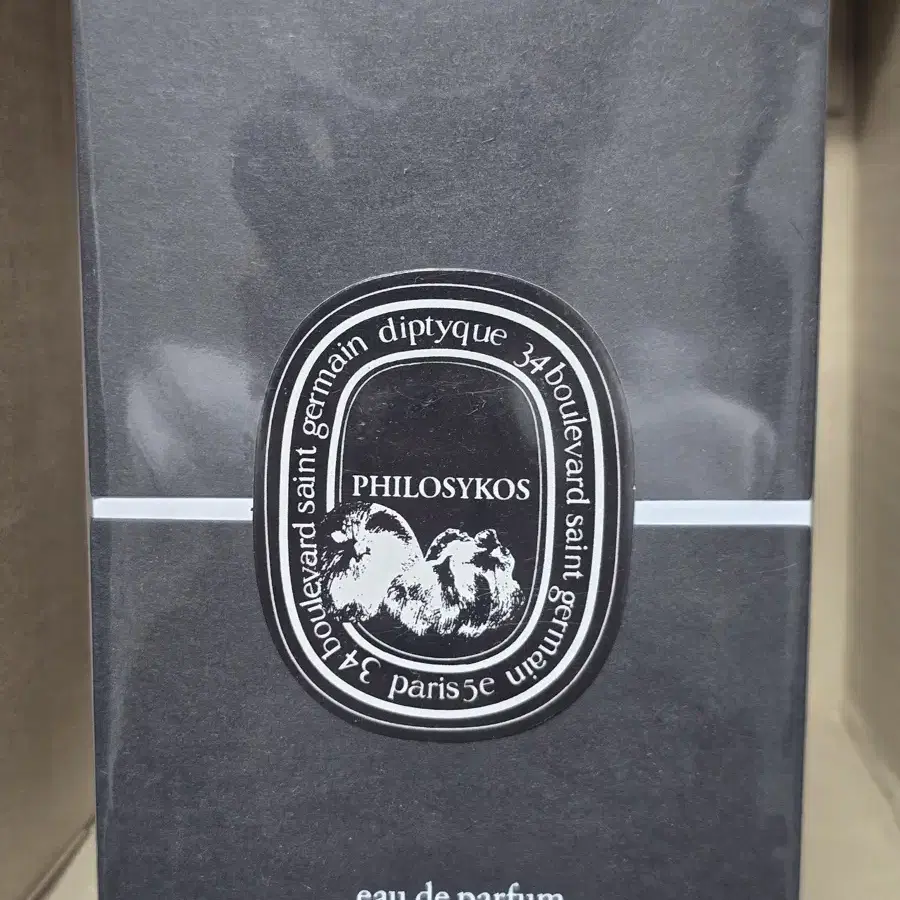 diptyque 34 boulevard saint germain
paris 5e
34 boulevard saint germain
PHILOSYKOS
eau de parfum